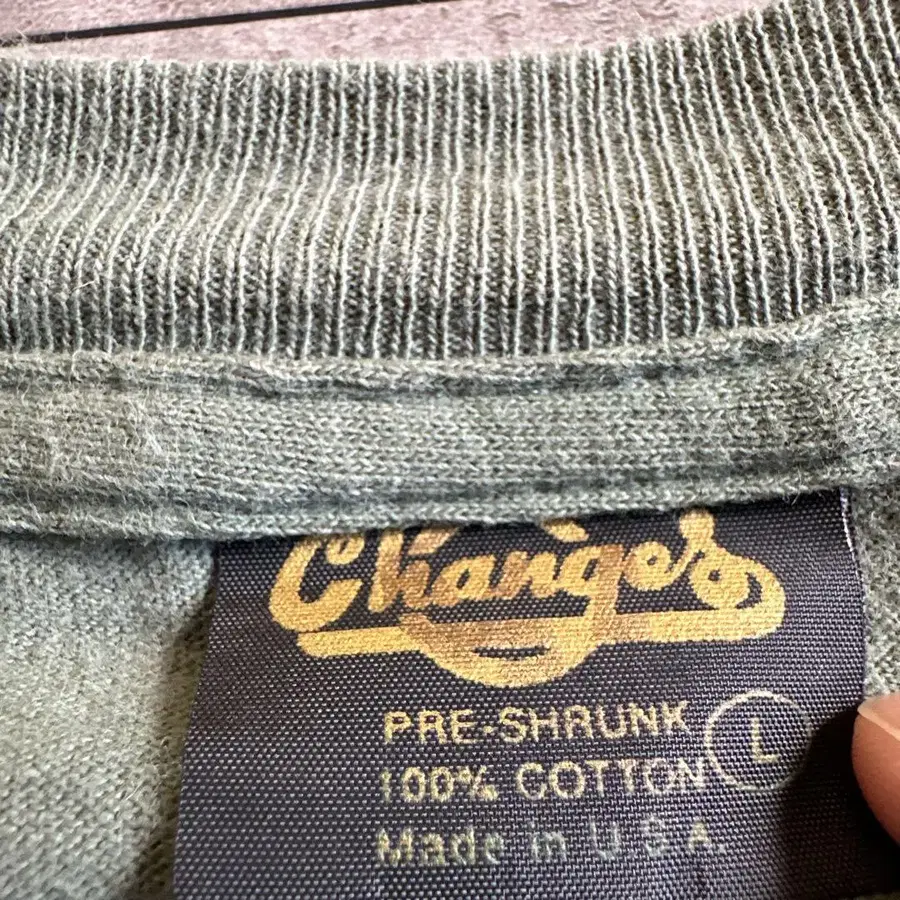 Changes
PRE-SHRUNK
100% COTTON
L
Made in U.S.A.